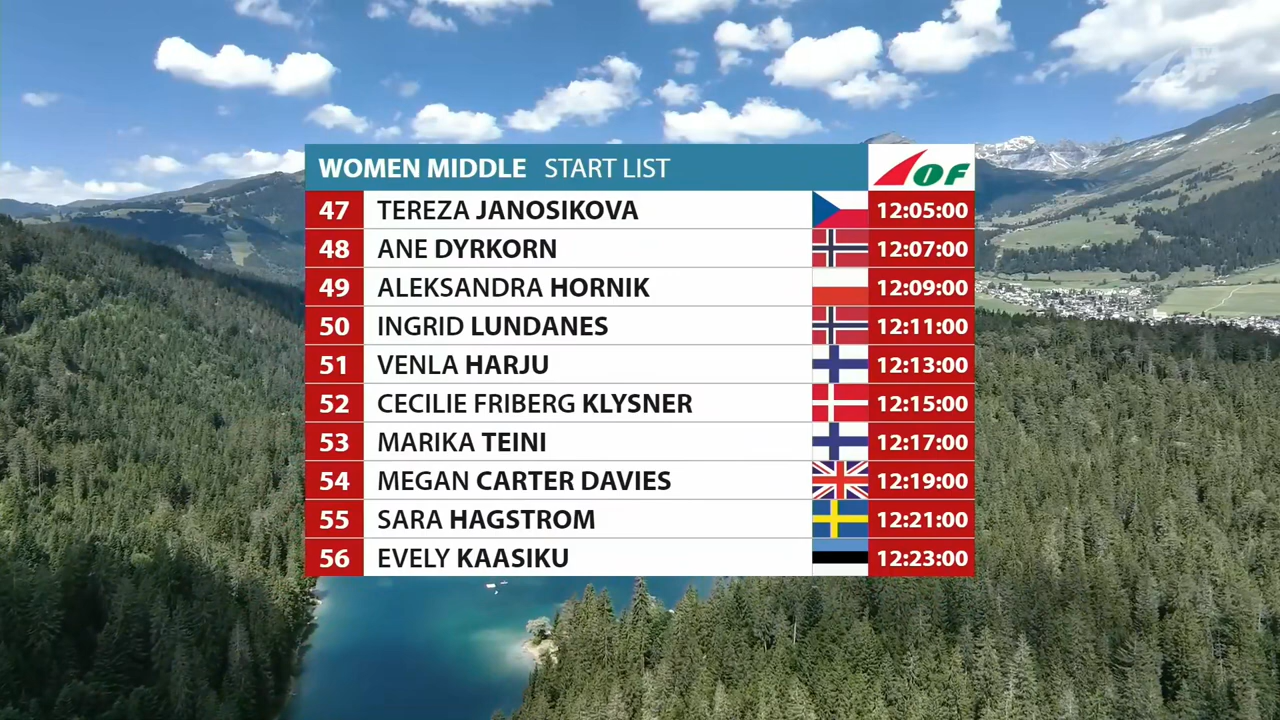 WOMEN MIDDLE START LIST IOF
47 TEREZA JANOSIKOVA 12:05:00
48 ANE DYRKORN 12:07:00
49 ALEKSANDRA HORNIK 12:09:00
50 INGRID LUNDANES 12:11:00
51 VENLA HARJU 12:13:00
52 CECILIE FRIBERG KLYSNER 12:15:00
53 MARIKA TEINI 12:17:00
54 MEGAN CARTER DAVIES 12:19:00
55 SARA HAGSTROM 12:21:00
56 EVELY KAASIKU 12:23:00